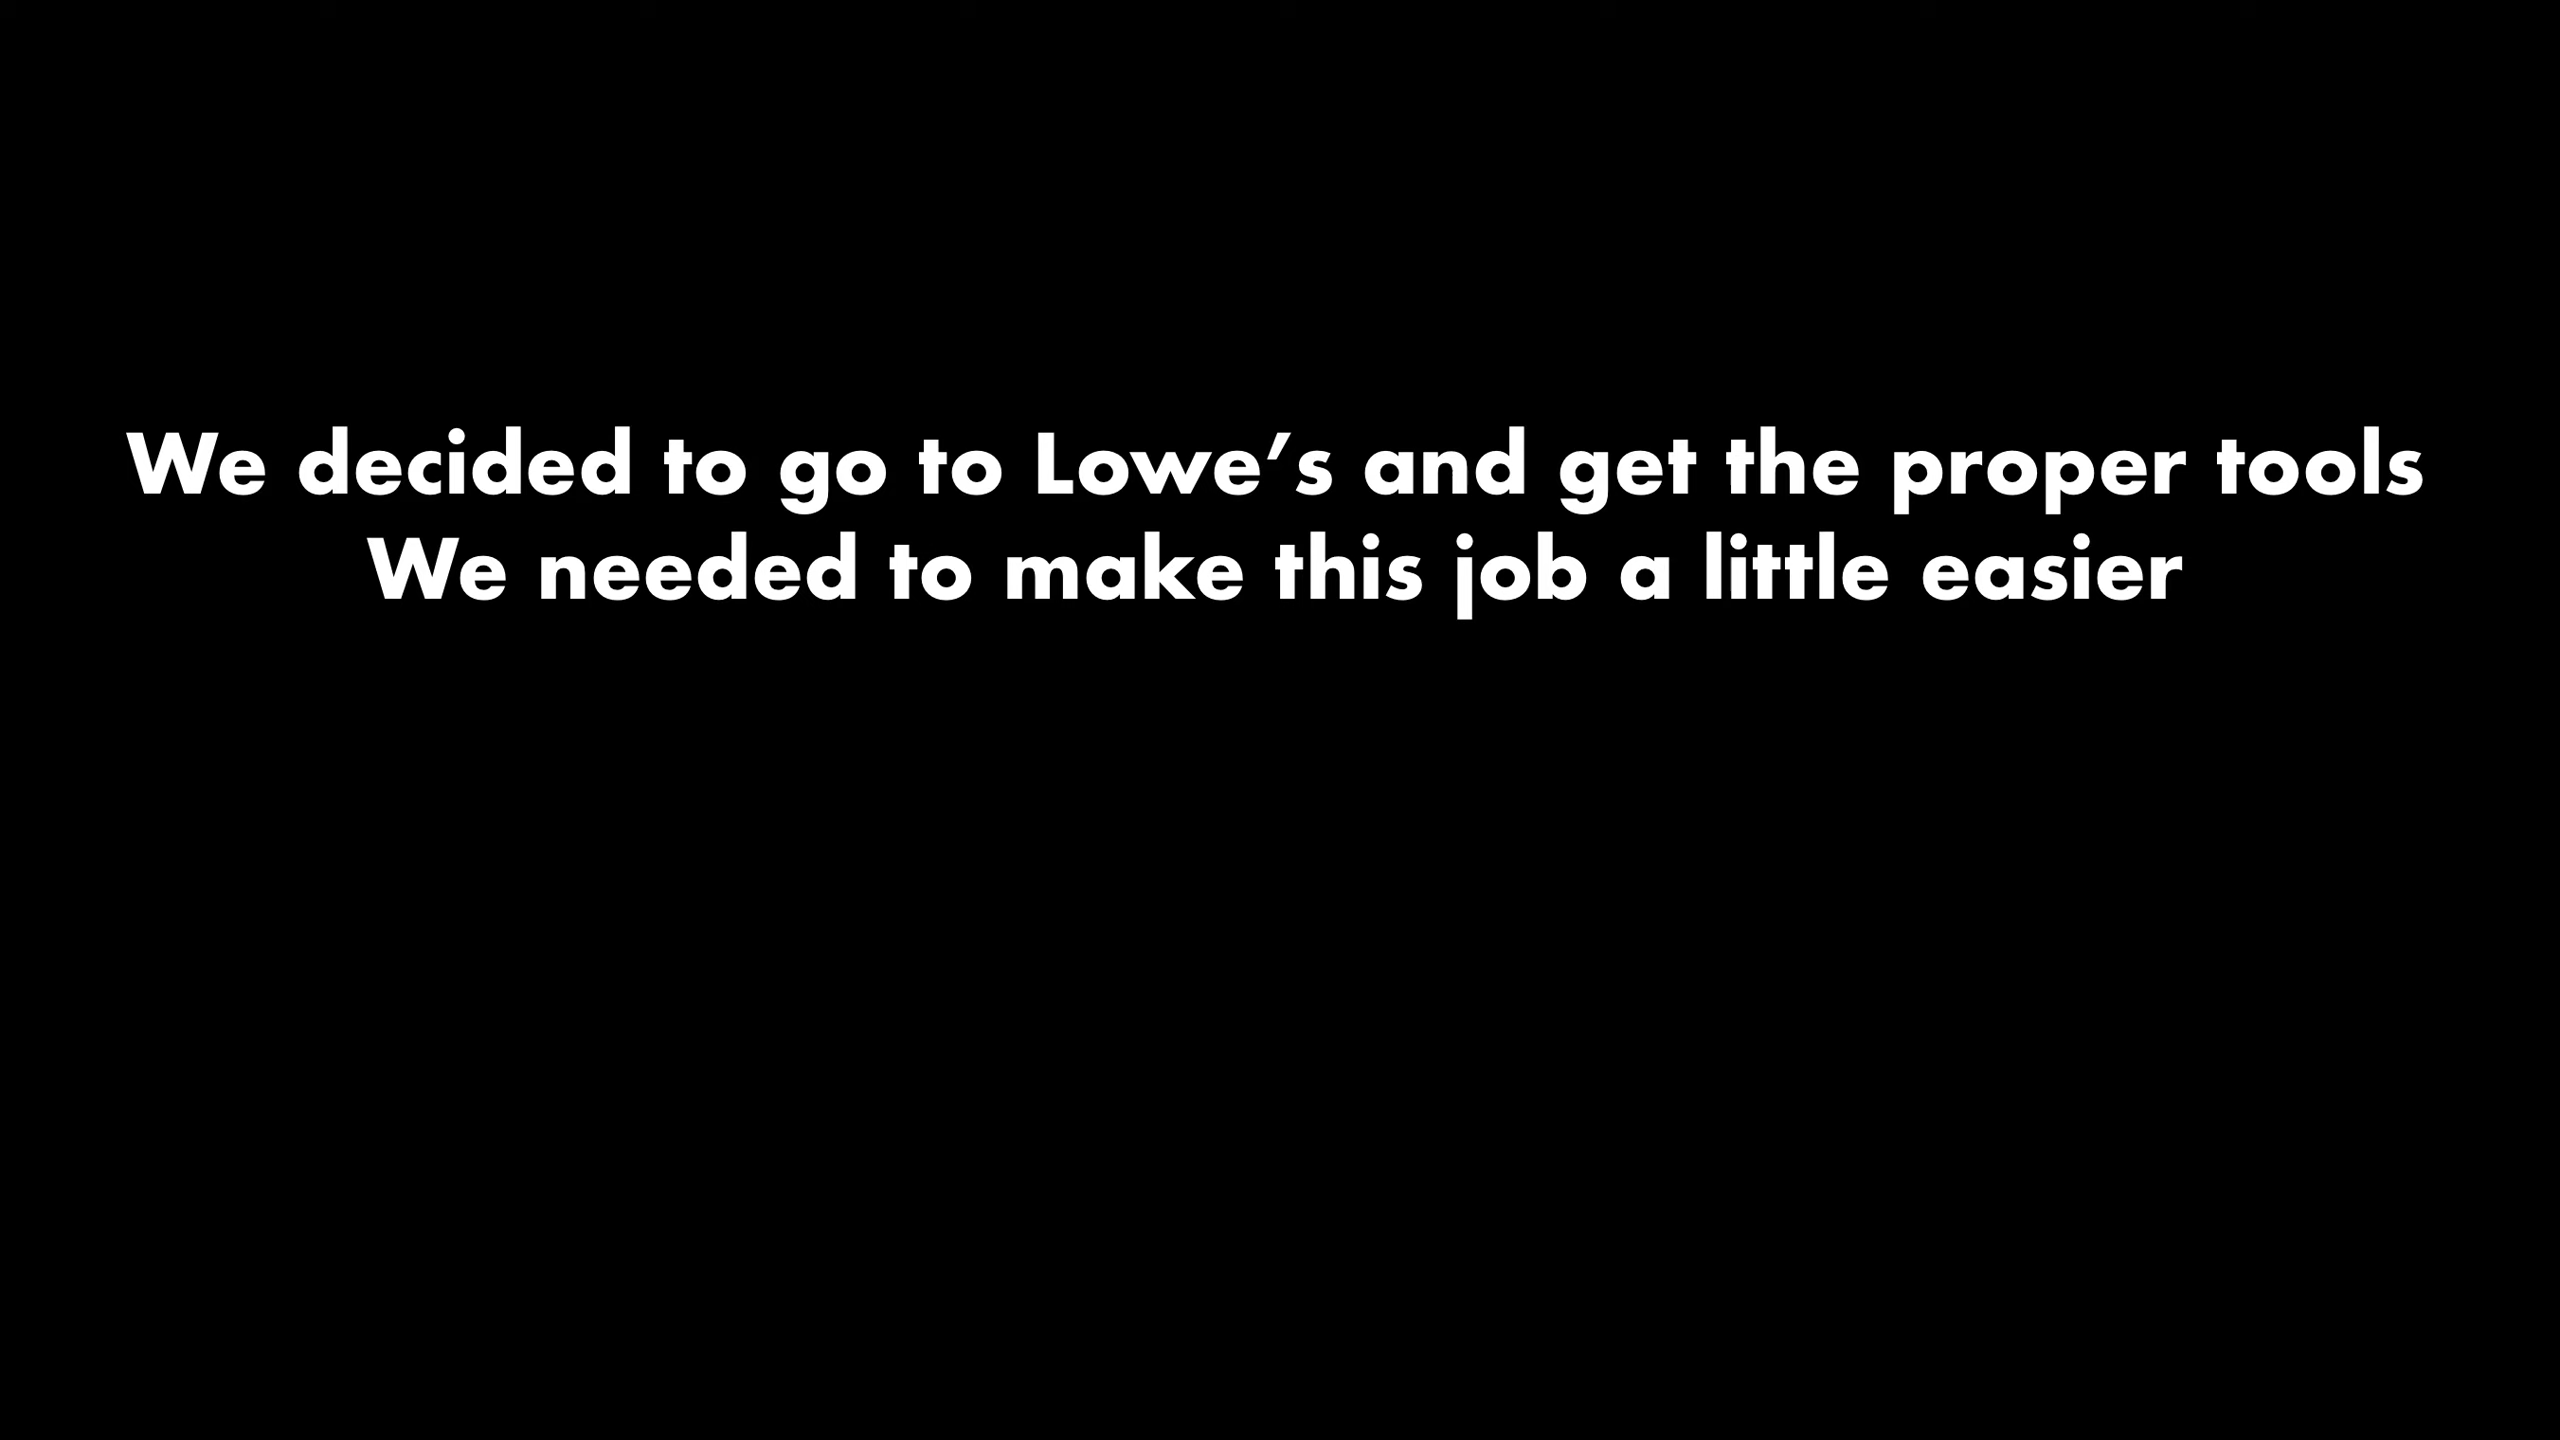 We decided to go to Lowe’s and get the proper tools
We needed to make this job a little easier